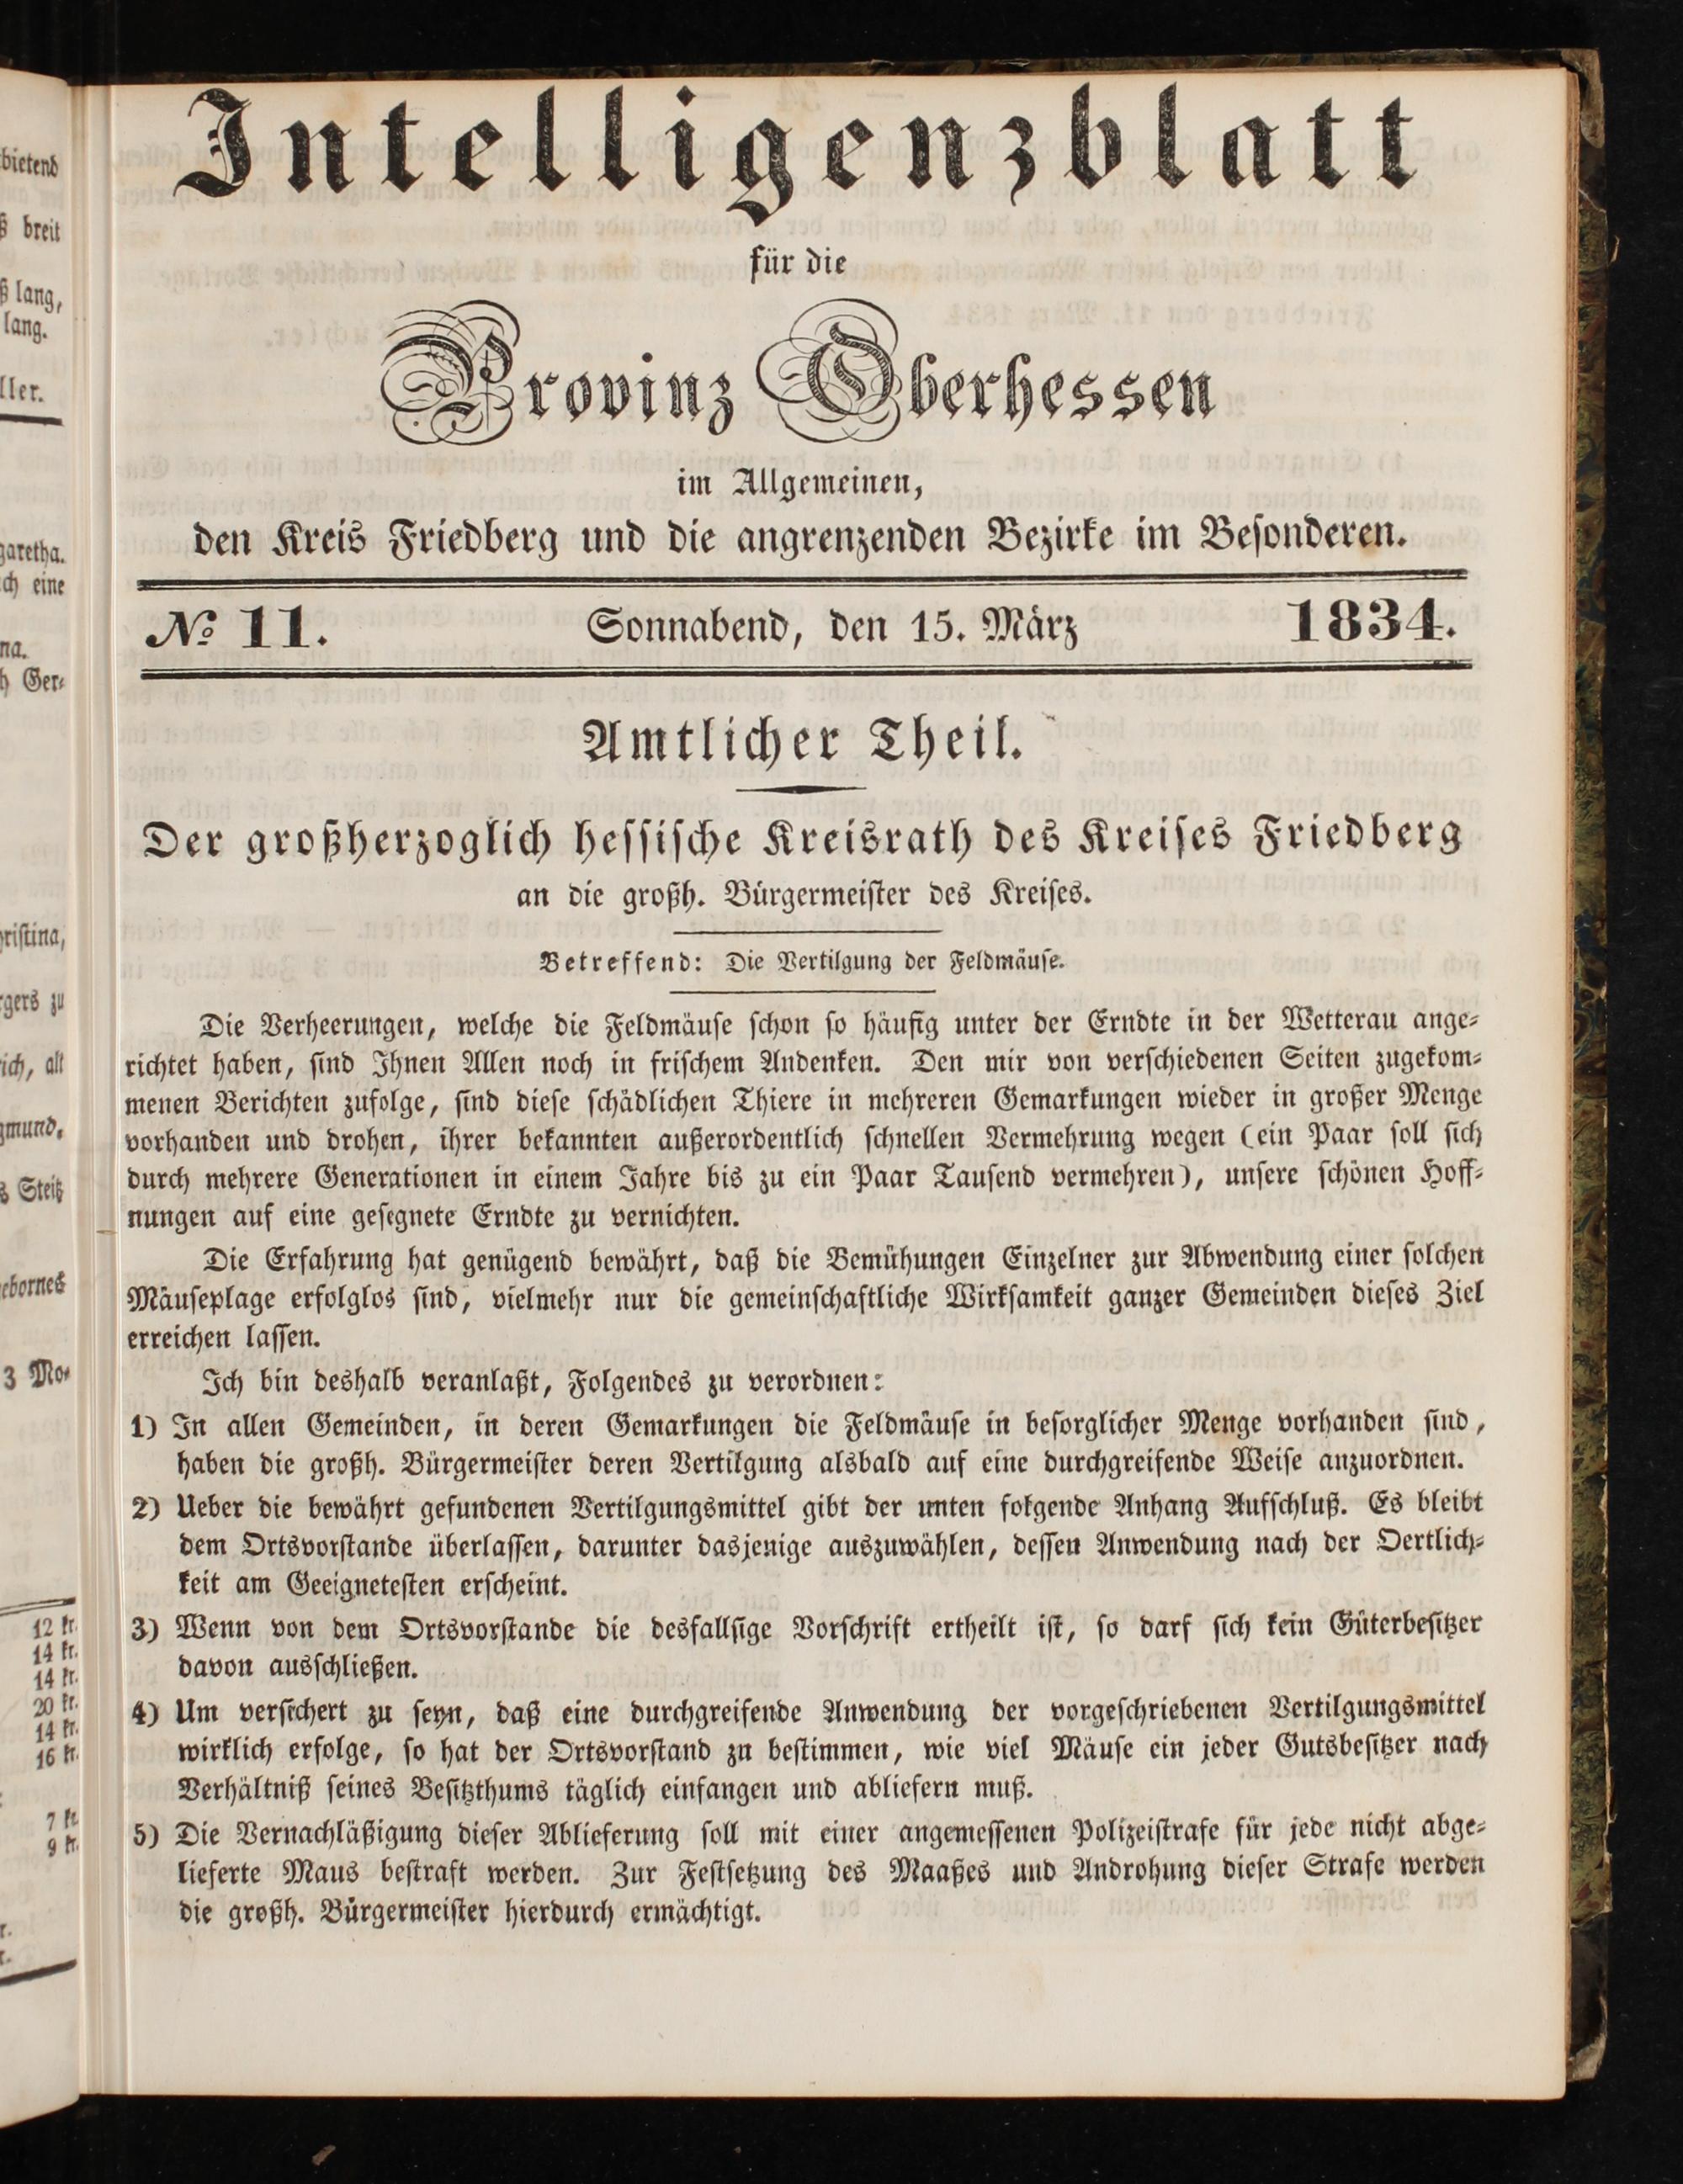 Intelligenzblatt
für die
Provinz Oberhessen
im Allgemeinen,
den Kreis Friedberg und die angrenzenden Bezirke im Besonderen.
№ 11. Sonnabend, den 15. März 1834.
Amtlicher Theil.
Der großherzoglich hessische Kreisrath des Kreises Friedberg
an die großh. Bürgermeister des Kreises.
Betreffend: Die Vertilgung der Feldmäuse.
Die Verheerungen, welche die Feldmäuse schon so häufig unter der Erndte in der Wetterau ange-
richtet haben, sind Ihnen Allen noch in frischem Andenken. Den mir von verschiedenen Seiten zugekom-
menen Berichten zufolge, sind diese schädlichen Thiere in mehreren Gemarkungen wieder in großer Menge
vorhanden und drohen, ihrer bekannten außerordentlich schnellen Vermehrung wegen (ein Paar soll sich
durch mehrere Generationen in einem Jahre bis zu ein Paar Tausend vermehren), unsere schönen Hoff-
nungen auf eine gesegnete Erndte zu vernichten.
Die Erfahrung hat genügend bewährt, daß die Bemühungen Einzelner zur Abwendung einer solchen
Mäuseplage erfolglos sind, vielmehr nur die gemeinschaftliche Wirksamkeit ganzer Gemeinden dieses Ziel
erreichen lassen.
Ich bin deshalb veranlaßt, Folgendes zu verordnen:
1) In allen Gemeinden, in deren Gemarkungen die Feldmäuse in besorglicher Menge vorhanden sind,
haben die großh. Bürgermeister deren Vertilgung alsbald auf eine durchgreifende Weise anzuordnen.
2) Ueber die bewährt gefundenen Vertilgungsmittel gibt der unten folgende Anhang Aufschluß. Es bleibt
dem Ortsvorstande überlassen, darunter dasjenige auszuwählen, dessen Anwendung nach der Oertlich-
keit am Geeignetesten erscheint.
3) Wenn von dem Ortsvorstande die desfallsige Vorschrift ertheilt ist, so darf sich kein Güterbesitzer
davon ausschließen.
4) Um versichert zu seyn, daß eine durchgreifende Anwendung der vorgeschriebenen Vertilgungsmittel
wirklich erfolge, so hat der Ortsvorstand zu bestimmen, wie viel Mäuse ein jeder Gutsbesitzer nach
Verhältniß seines Besitzthums täglich einfangen und abliefern muß.
5) Die Vernachläßigung dieser Ablieferung soll mit einer angemessenen Polizeistrafe für jede nicht abge-
lieferte Maus bestraft werden. Zur Festsetzung des Maaßes und Androhung dieser Strafe werden
die großh. Bürgermeister hierdurch ermächtigt.